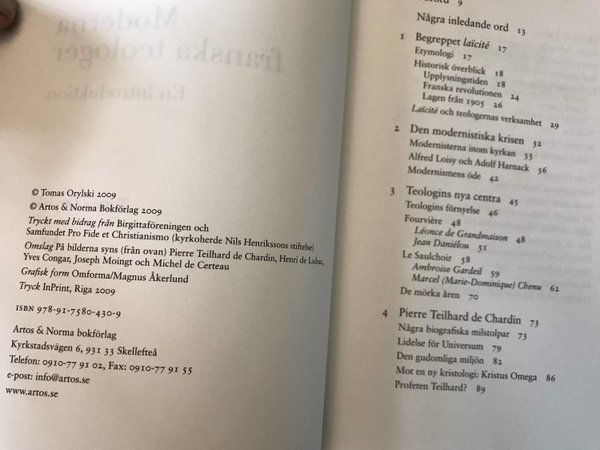 © Tomas Orylski 2009
© Artos & Norma Bokförlag 2009
Tryckt med bidrag från Birgittaföreningen och
Samfundet Pro Fide et Christianismo (kyrkoherde Nils Henrikssons stiftelse)
Omslag På bilderna syns (från ovan) Pierre Teilhard de Chardin, Henri de Lubac,
Yves Congar, Joseph Moingt och Michel de Certeau
Grafisk form Omforma/Magnus Åkerlund
Tryck InPrint, Riga 2009
ISBN 978-91-7580-430-9
Artos & Norma bokförlag
Kyrkstadsvägen 6, 931 33 Skellefteå
Telefon: 0910-77 91 02, Fax: 0910-77 91 55
e-post: info@artos.se
www.artos.se
9
Några inledande ord 13
1 Begreppet laïcité 17
Etymologi 17
Historisk överblick 18
Upplysningstiden 18
Franska revolutionen 24
Lagen från 1905 26
Laïcité och teologernas verksamhet 29
2 Den modernistiska krisen 32
Modernisterna inom kyrkan 33
Alfred Loisy och Adolf Harnack 36
Modernismens öde 42
3 Teologins nya centra 45
Teologins förnyelse 46
Fourvière 48
Léonce de Grandmaison 48
Jean Daniélou 51
Le Saulchoir 58
Ambroise Gardeil 59
Marcel (Marie-Dominique) Chenu 62
De mörka åren 70
4 Pierre Teilhard de Chardin 73
Några biografiska milstolpar 73
Lidelse för Universum 79
Den gudomliga miljön 82
Mot en ny kristologi: Kristus Omega 86
Profeten Teilhard? 89